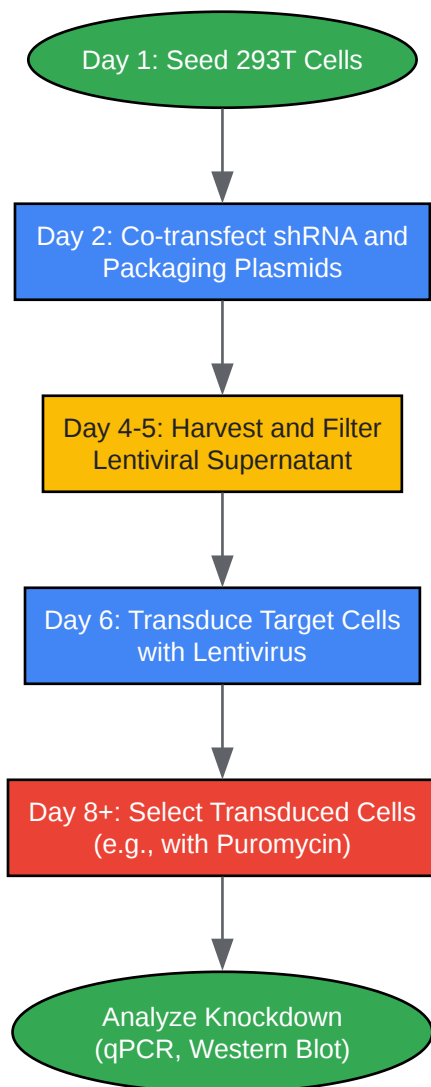 Day 1: Seed 293T Cells
Day 2: Co-transfect shRNA and
Packaging Plasmids
Day 4-5: Harvest and Filter
Lentiviral Supernatant
Day 6: Transduce Target Cells
with Lentivirus
Day 8+: Select Transduced Cells
(e.g., with Puromycin)
Analyze Knockdown
(qPCR, Western Blot)